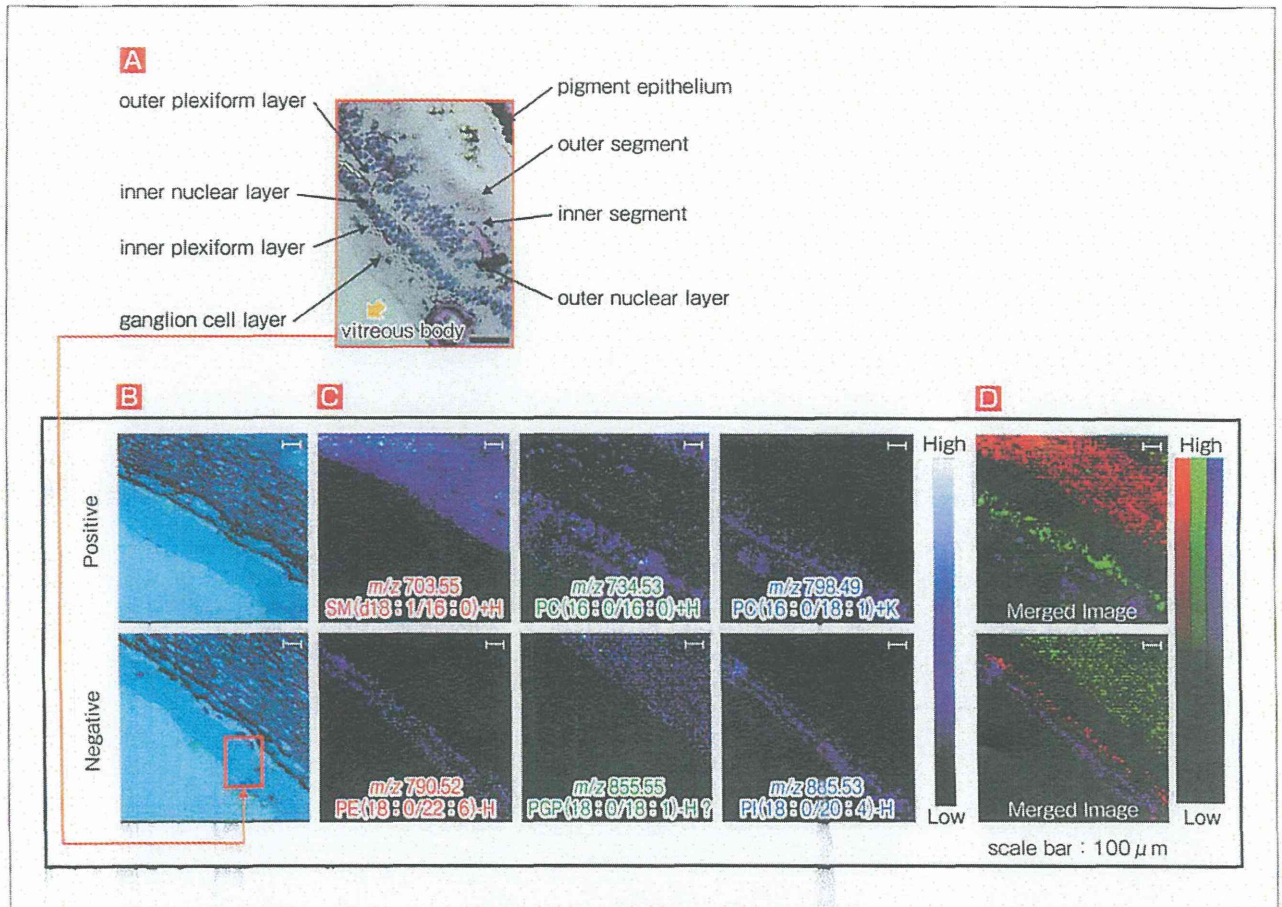 A
outer plexiform layer
inner nuclear layer
inner plexiform layer
ganglion cell layer
pigment epithelium
outer segment
inner segment
outer nuclear layer
vitreous body
B
C
D
Positive
m/z 703.55
SM(d18:1/16:0)+H
m/z 734.53
PC(16:0/16:0)+H
m/z 798.49
PC(16:0/18:1)+K
High
Merged Image
High
Negative
m/z 790.52
PE(18:0/22:6)-H
m/z 855.55
PGP(18:0/18:1)-H ?
m/z 885.53
PI(18:0/20:4)-H
Low
Merged Image
Low
scale bar : 100 μm